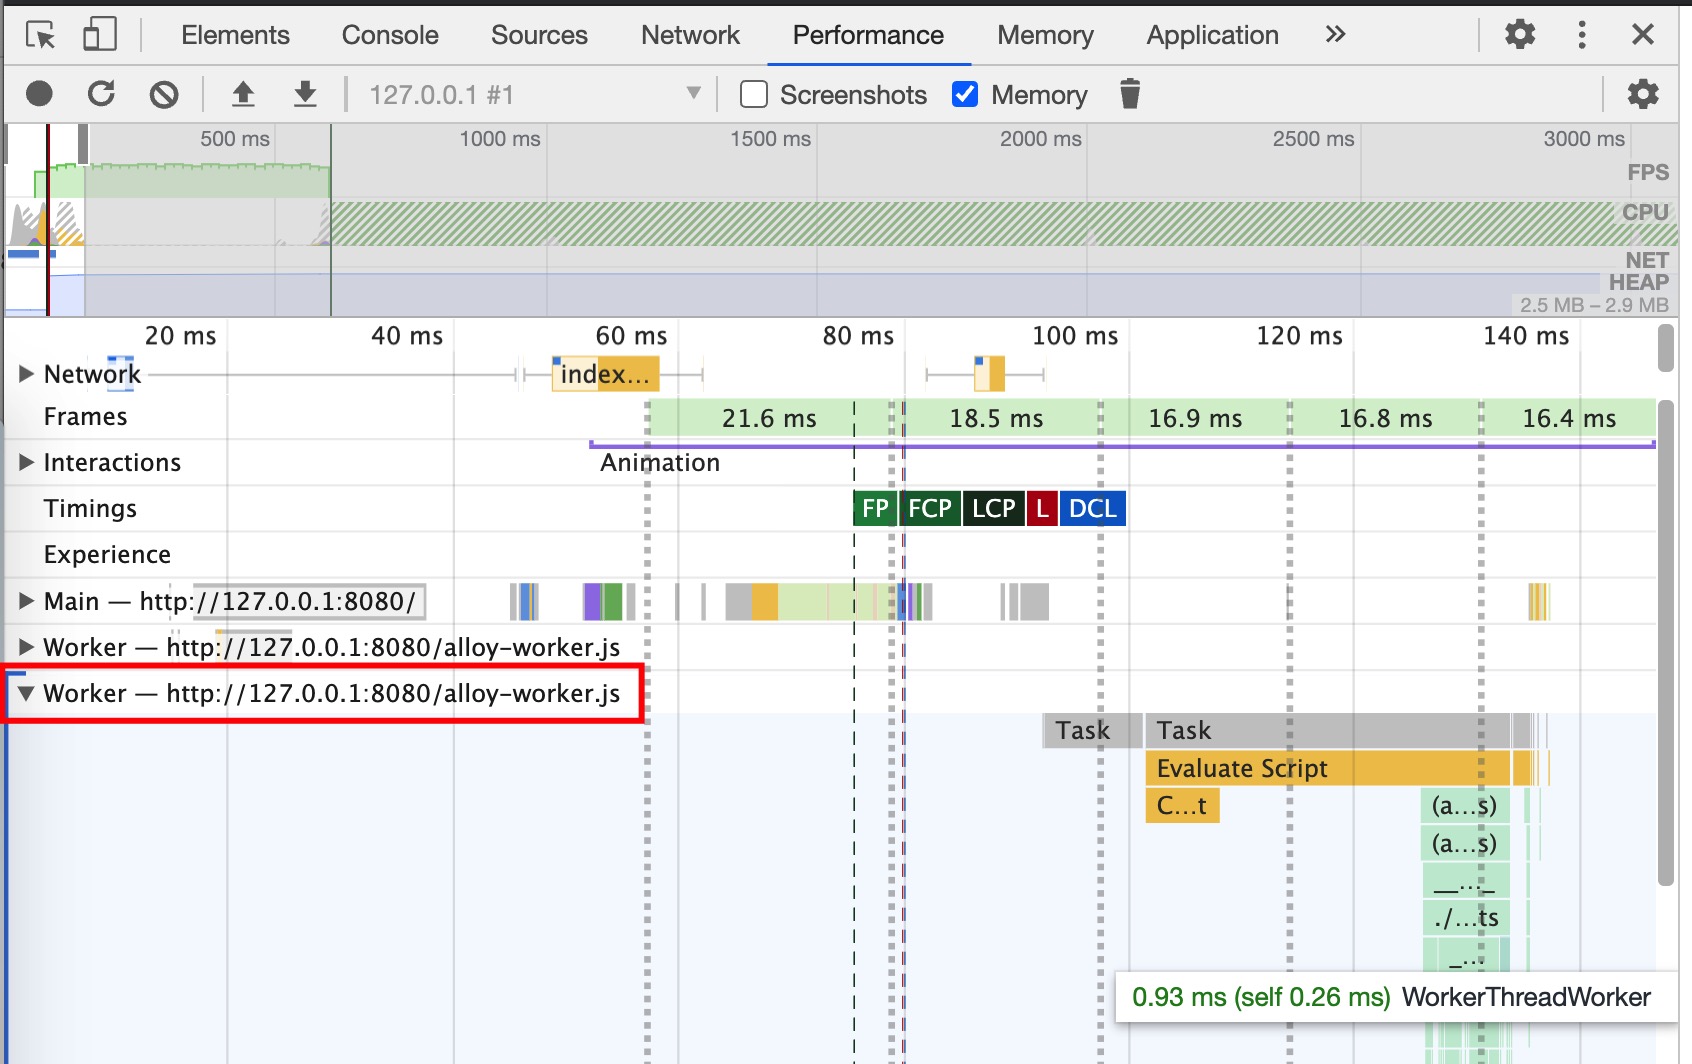 Elements Console Sources Network Performance Memory Application »
127.0.0.1 #1 Screenshots Memory
500 ms 1000 ms 1500 ms 2000 ms 2500 ms 3000 ms
FPS
CPU
NET
HEAP
2.5 MB – 2.9 MB
20 ms 40 ms 60 ms 80 ms 100 ms 120 ms 140 ms
Network index...
Frames 21.6 ms 18.5 ms 16.9 ms 16.8 ms 16.4 ms
Interactions Animation
Timings FP FCP LCP L DCL
Experience
Main — http://127.0.0.1:8080/
Worker — http://127.0.0.1:8080/alloy-worker.js
Worker — http://127.0.0.1:8080/alloy-worker.js
Task Task
Evaluate Script
C...t (a...s)
(a...s)
__..._
./...ts
_...
0.93 ms (self 0.26 ms) WorkerThreadWorker